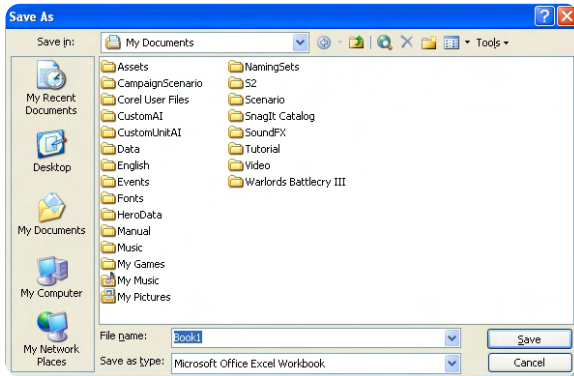 Save As
Save in:
My Documents
Tools
My Recent
Documents
Desktop
My Documents
My Computer
My Network
Places
Assets
CampaignScenario
Corel User Files
CustomAI
CustomUnitAI
Data
English
Events
Fonts
HeroData
Manual
Music
My Games
My Music
My Pictures
NamingSets
S2
Scenario
SnagIt Catalog
SoundFX
Tutorial
Video
Warlords Battlecry III
File name:
Book1
Save
Save as type:
Microsoft Office Excel Workbook
Cancel